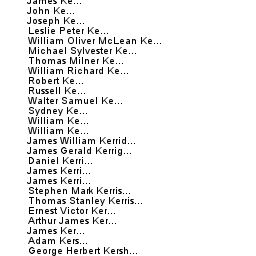 James Ke...
John Ke...
Joseph Ke...
Leslie Peter Ke...
William Oliver McLean Ke...
Michael Sylvester Ke...
Thomas Milner Ke...
William Richard Ke...
Robert Ke...
Russell Ke...
Walter Samuel Ke...
Sydney Ke...
William Ke...
William Ke...
James William Kerrid...
James Gerald Kerrig...
Daniel Kerri...
James Kerri...
James Kerri...
Stephen Mark Kerris...
Thomas Stanley Kerris...
Ernest Victor Ker...
Arthur James Ker...
James Ker...
Adam Kers...
George Herbert Kersh...